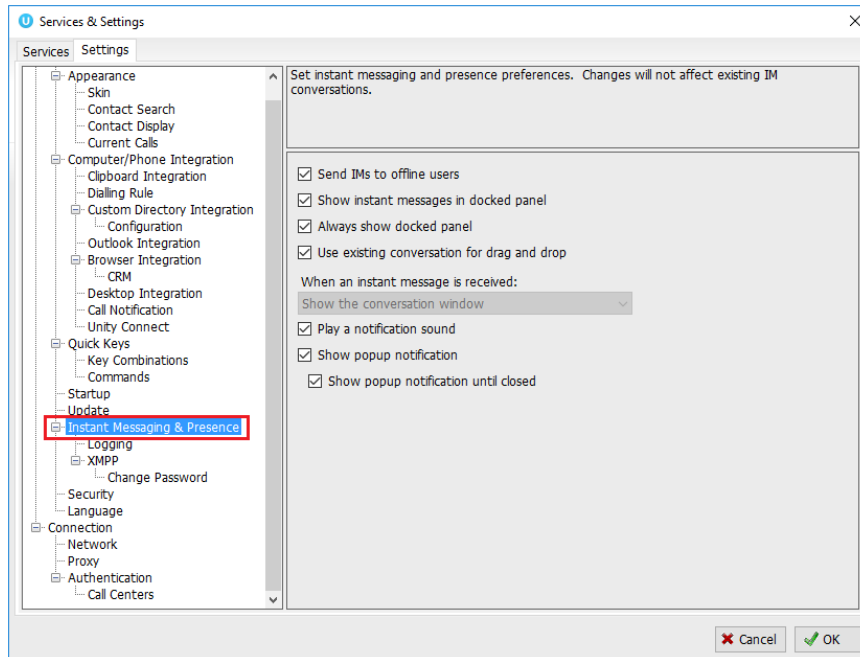 U Services & Settings
Services Settings
Appearance
Skin
Contact Search
Contact Display
Current Calls
Computer/Phone Integration
Clipboard Integration
Dialling Rule
Custom Directory Integration
Configuration
Outlook Integration
Browser Integration
CRM
Desktop Integration
Call Notification
Unity Connect
Quick Keys
Key Combinations
Commands
Startup
Update
Instant Messaging & Presence
Logging
XMPP
Change Password
Security
Language
Connection
Network
Proxy
Authentication
Call Centers
Set instant messaging and presence preferences. Changes will not affect existing IM
conversations.
Send IMs to offline users
Show instant messages in docked panel
Always show docked panel
Use existing conversation for drag and drop
When an instant message is received:
Show the conversation window
Play a notification sound
Show popup notification
Show popup notification until closed
Cancel OK